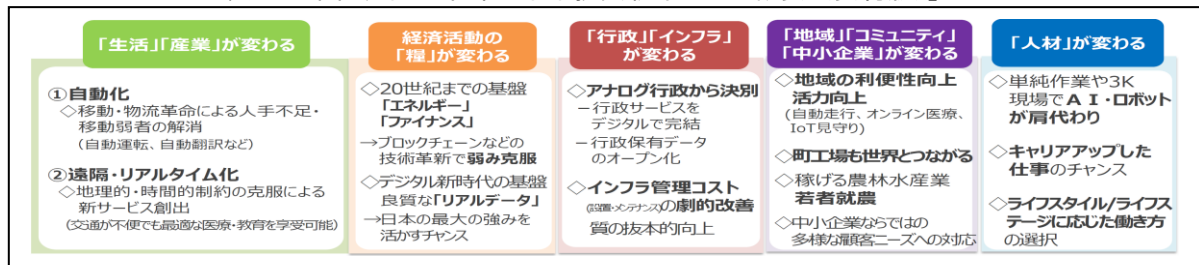 「生活」「産業」が変わる
①自動化
◇移動・物流革命による人手不足・
移動弱者の解消
（自動運転、自動翻訳など）
②遠隔・リアルタイム化
◇地理的・時間的制約の克服による
新サービス創出
（交通が不便でも最適な医療・教育を享受可能）
経済活動の
「糧」が変わる
◇20世紀までの基盤
「エネルギー」
「ファイナンス」
→ブロックチェーンなどの
技術革新で弱み克服
◇デジタル新時代の基盤
良質な「リアルデータ」
→日本の最大の強みを
活かすチャンス
「行政」「インフラ」
が変わる
◇アナログ行政から決別
－行政サービスを
デジタルで完結
－行政保有データ
のオープン化
◇インフラ管理コスト
（設置・メンテナンス）の劇的改善
質の抜本的向上
「地域」「コミュニティ」
「中小企業」が変わる
◇地域の利便性向上
活力向上
（自動走行、オンライン医療、
IoT見守り）
◇町工場も世界とつながる
◇稼げる農林水産業
若者就農
◇中小企業ならではの
多様な顧客ニーズへの対応
「人材」が変わる
◇単純作業や3K
現場でＡＩ・ロボット
が肩代わり
◇キャリアアップした
仕事のチャンス
◇ライフスタイル/ライフス
テージに応じた働き方
の選択